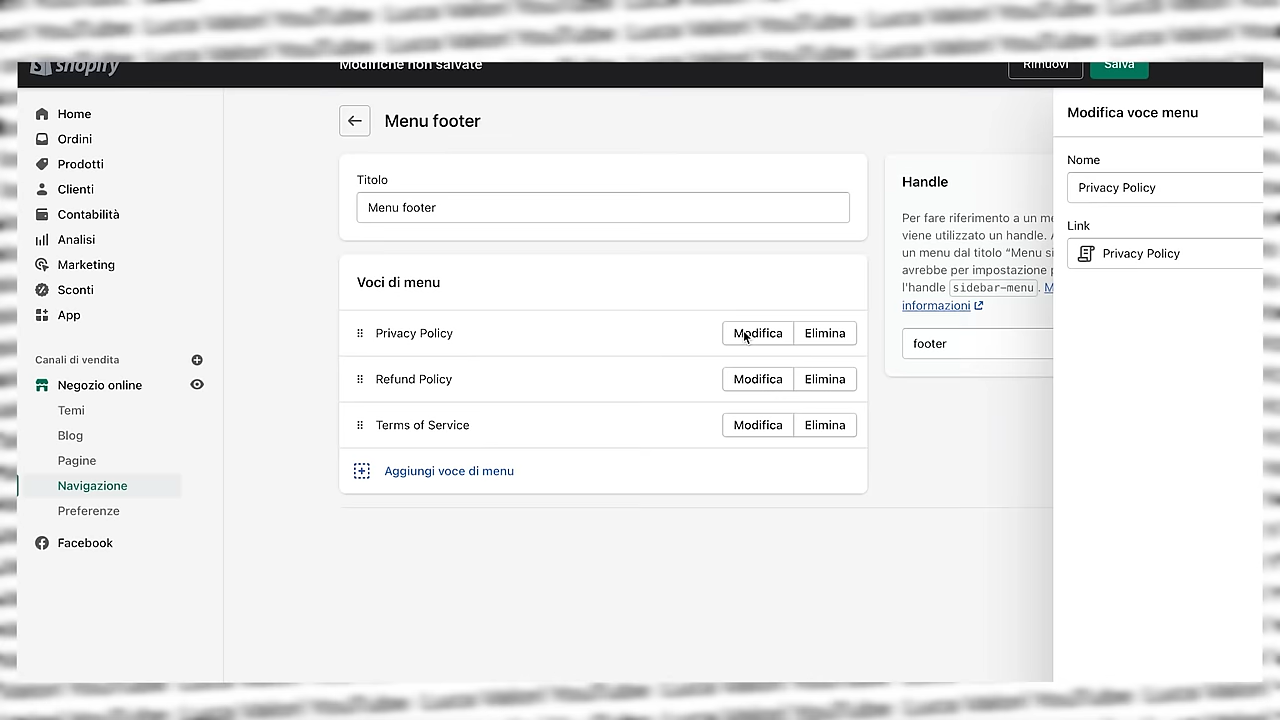 shopify
Modifiche non salvate
Rimuovi
Salva
Home
Ordini
Prodotti
Clienti
Contabilità
Analisi
Marketing
Sconti
App
Canali di vendita
Negozio online
Temi
Blog
Pagine
Navigazione
Preferenze
Facebook
Menu footer
Titolo
Menu footer
Voci di menu
Privacy Policy
Modifica
Elimina
Refund Policy
Modifica
Elimina
Terms of Service
Modifica
Elimina
Aggiungi voce di menu
Handle
Per fare riferimento a un
viene utilizzato un handle.
un menu dal titolo "Menu
avrebbe per impostazione
l'handle sidebar-menu.
informazioni
footer
Modifica voce menu
Nome
Privacy Policy
Link
Privacy Policy